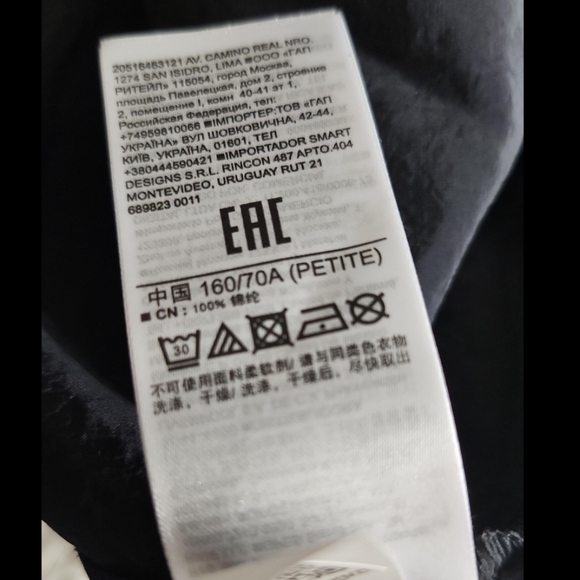 20516463121 AV. CAMINO REAL NRO.
1274 SAN ISIDRO, LIMA ■ООО «ГАП
РИТЕЙЛ» 115054, город Москва,
площадь Павелецкая, дом 2, строение
2, помещение I, комн 40-41 эт 1,
Российская Федерация, тел:
+74959810066 ■ІМПОРТЕР:ТОВ «ГАП
УКРАЇНА» ВУЛ ШОВКОВИЧНА, 42-44,
КИЇВ, УКРАЇНА, 01601, ТЕЛ
+380444590421 ■IMPORTADOR SMART
DESIGNS S.R.L. RINCON 487 APTO.404
MONTEVIDEO, URUGUAY RUT 21
689823 0011
EAC
中国 160/70A (PETITE)
■ CN : 100% 锦纶
30
不可使用面料柔软剂/ 请与同类色衣物
洗涤、干燥/ 洗涤、干燥后，尽快取出